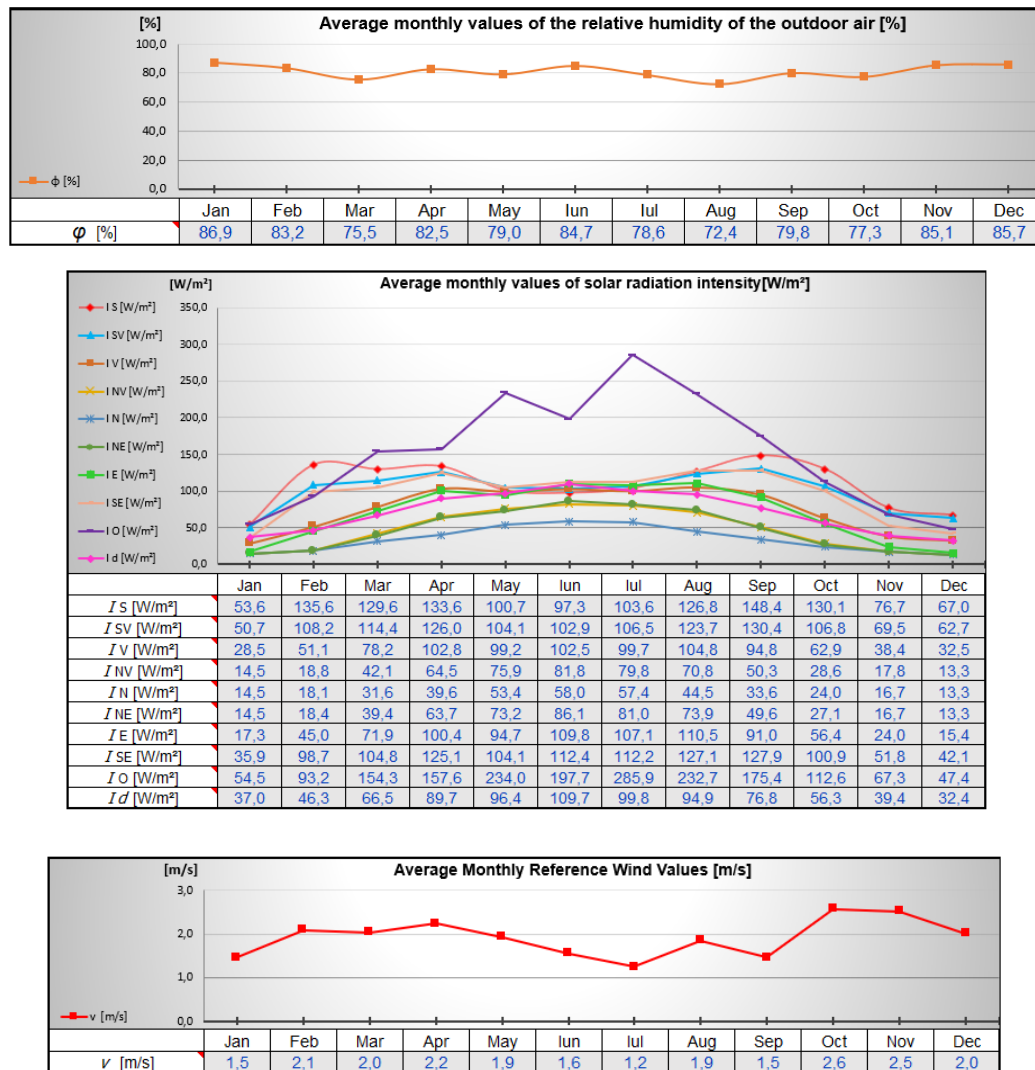 [%] Average monthly values of the relative humidity of the outdoor air [%]
100,0
80,0
60,0
40,0
20,0
0,0
ϕ [%]
Jan Feb Mar Apr May Iun Iul Aug Sep Oct Nov Dec
φ [%] 86,9 83,2 75,5 82,5 79,0 84,7 78,6 72,4 79,8 77,3 85,1 85,7
[W/m²] Average monthly values of solar radiation intensity[W/m²]
350,0
300,0
250,0
200,0
150,0
100,0
50,0
0,0
I S [W/m²]
I SV [W/m²]
I V [W/m²]
I NV [W/m²]
I N [W/m²]
I NE [W/m²]
I E [W/m²]
I SE [W/m²]
I O [W/m²]
I d [W/m²]
Jan Feb Mar Apr May Iun Iul Aug Sep Oct Nov Dec
I S [W/m²] 53,6 135,6 129,6 133,6 100,7 97,3 103,6 126,8 148,4 130,1 76,7 67,0
I SV [W/m²] 50,7 108,2 114,4 126,0 104,1 102,9 106,5 123,7 130,4 106,8 69,5 62,7
I V [W/m²] 28,5 51,1 78,2 102,8 99,2 102,5 99,7 104,8 94,8 62,9 38,4 32,5
I NV [W/m²] 14,5 18,8 42,1 64,5 75,9 81,8 79,8 70,8 50,3 28,6 17,8 13,3
I N [W/m²] 14,5 18,1 31,6 39,6 53,4 58,0 57,4 44,5 33,6 24,0 16,7 13,3
I NE [W/m²] 14,5 18,4 39,4 63,7 73,2 86,1 81,0 73,9 49,6 27,1 16,7 13,3
I E [W/m²] 17,3 45,0 71,9 100,4 94,7 109,8 107,1 110,5 91,0 56,4 24,0 15,4
I SE [W/m²] 35,9 98,7 104,8 125,1 104,1 112,4 112,2 127,1 127,9 100,9 51,8 42,1
I O [W/m²] 54,5 93,2 154,3 157,6 234,0 197,7 285,9 232,7 175,4 112,6 67,3 47,4
I d [W/m²] 37,0 46,3 66,5 89,7 96,4 109,7 99,8 94,9 76,8 56,3 39,4 32,4
[m/s] Average Monthly Reference Wind Values [m/s]
3,0
2,0
1,0
0,0
v [m/s]
Jan Feb Mar Apr May Iun Iul Aug Sep Oct Nov Dec
v [m/s] 1,5 2,1 2,0 2,2 1,9 1,6 1,2 1,9 1,5 2,6 2,5 2,0